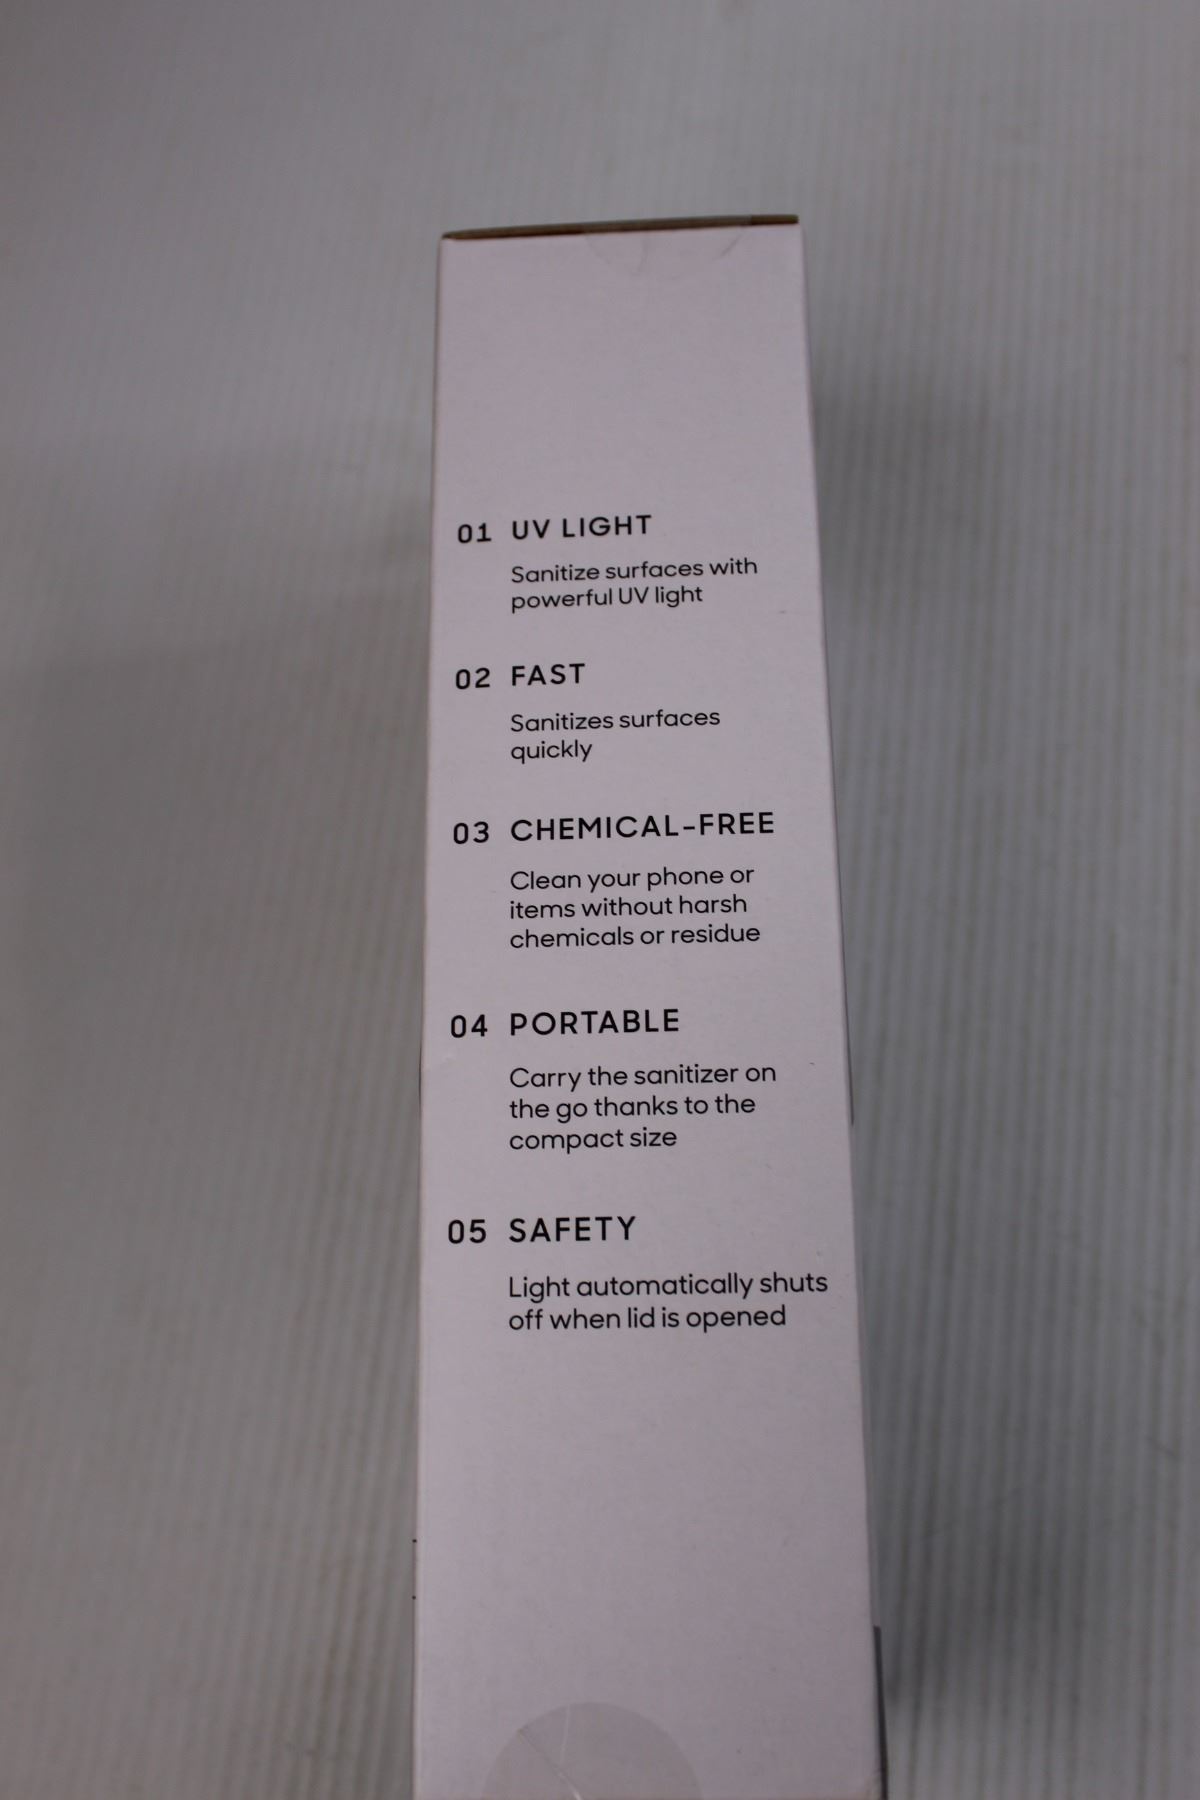 01 UV LIGHT
Sanitize surfaces with
powerful UV light
02 FAST
Sanitizes surfaces
quickly
03 CHEMICAL-FREE
Clean your phone or
items without harsh
chemicals or residue
04 PORTABLE
Carry the sanitizer on
the go thanks to the
compact size
05 SAFETY
Light automatically shuts
off when lid is opened